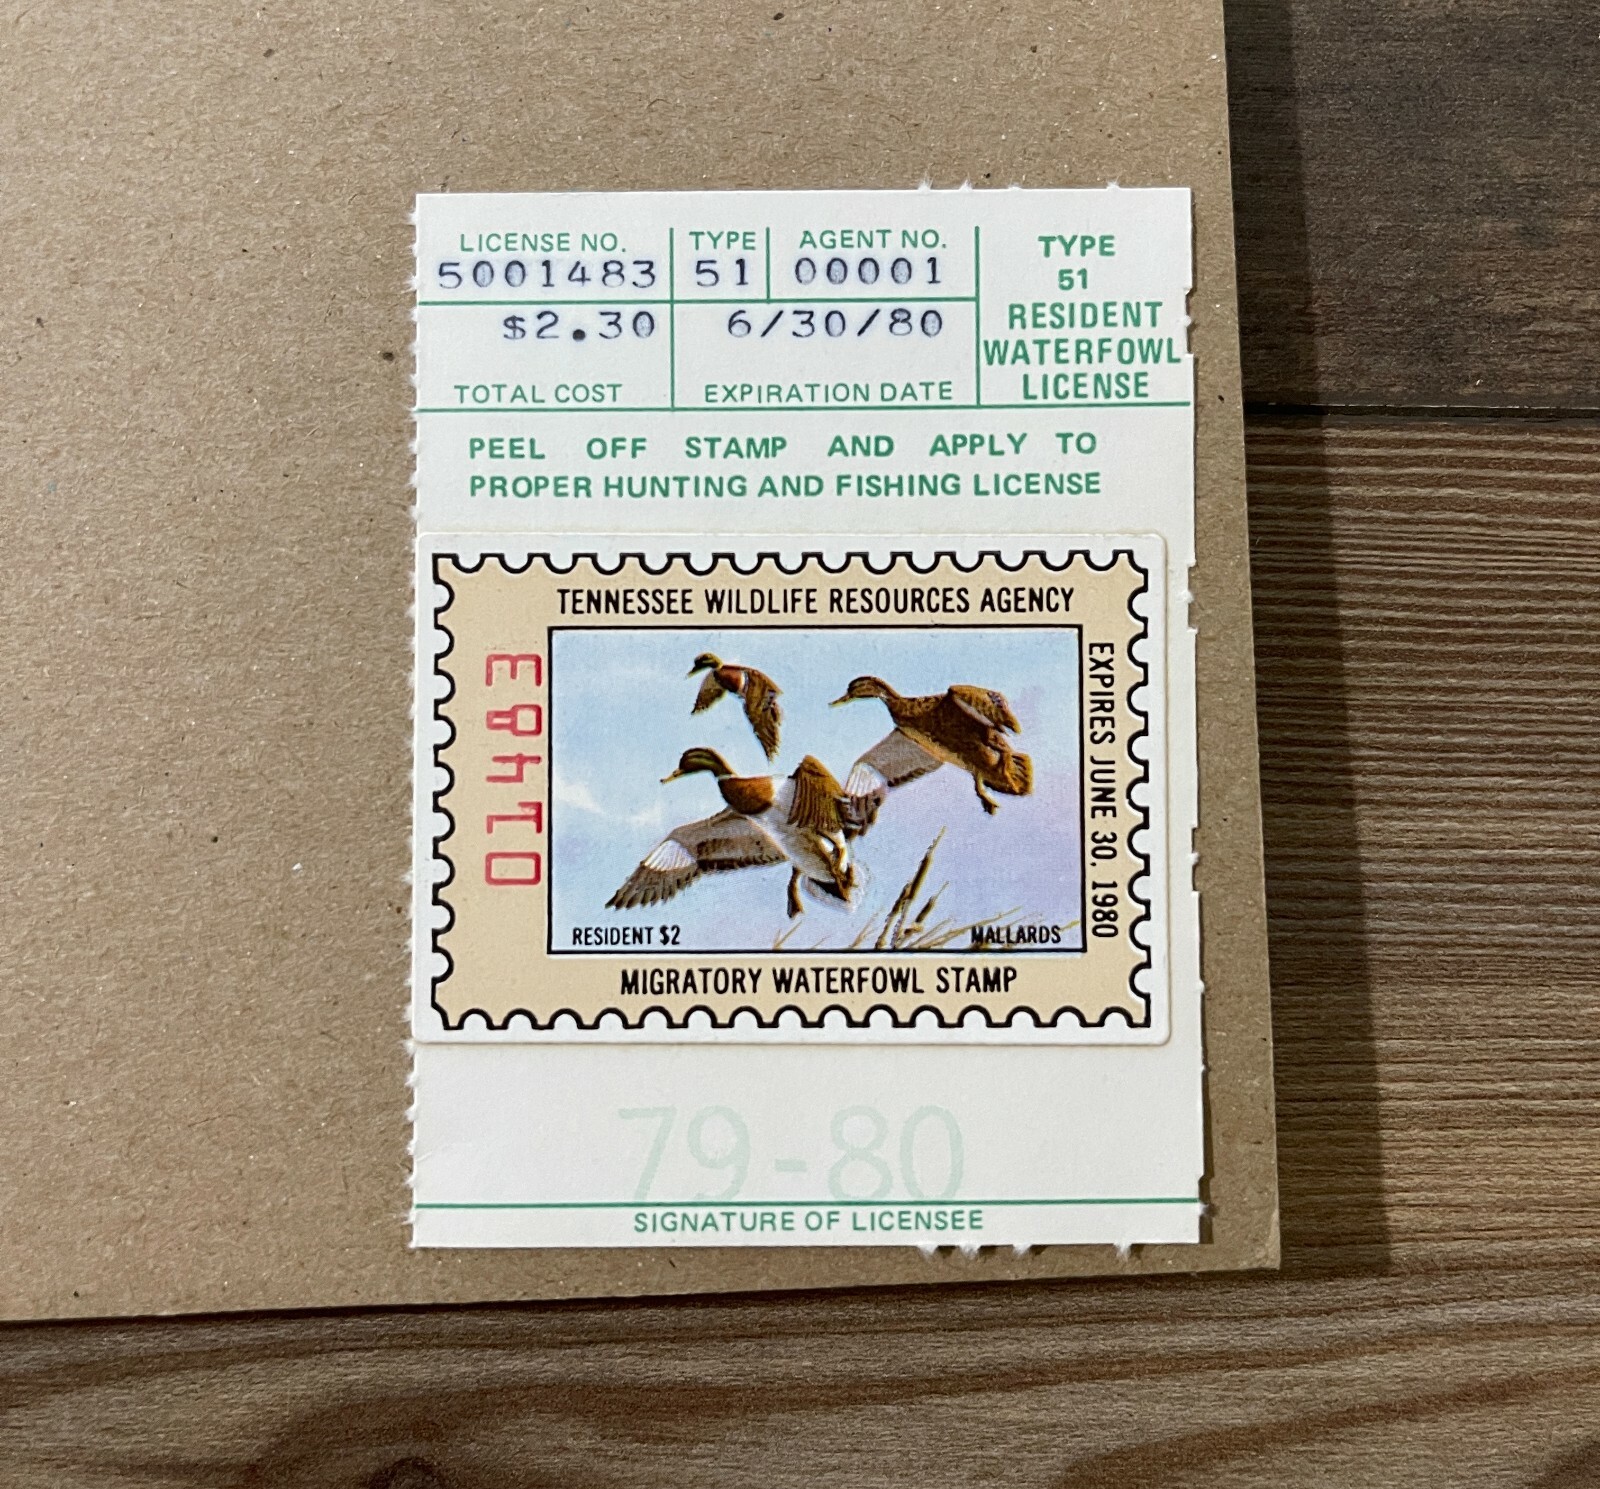 LICENSE NO. TYPE AGENT NO.
5001483 51 00001
$2.30 6/30/80
TOTAL COST EXPIRATION DATE
TYPE
51
RESIDENT
WATERFOWL
LICENSE
PEEL OFF STAMP AND APPLY TO
PROPER HUNTING AND FISHING LICENSE
TENNESSEE WILDLIFE RESOURCES AGENCY
01483
EXPIRES JUNE 30, 1980
RESIDENT $2 MALLARDS
MIGRATORY WATERFOWL STAMP
79-80
SIGNATURE OF LICENSEE